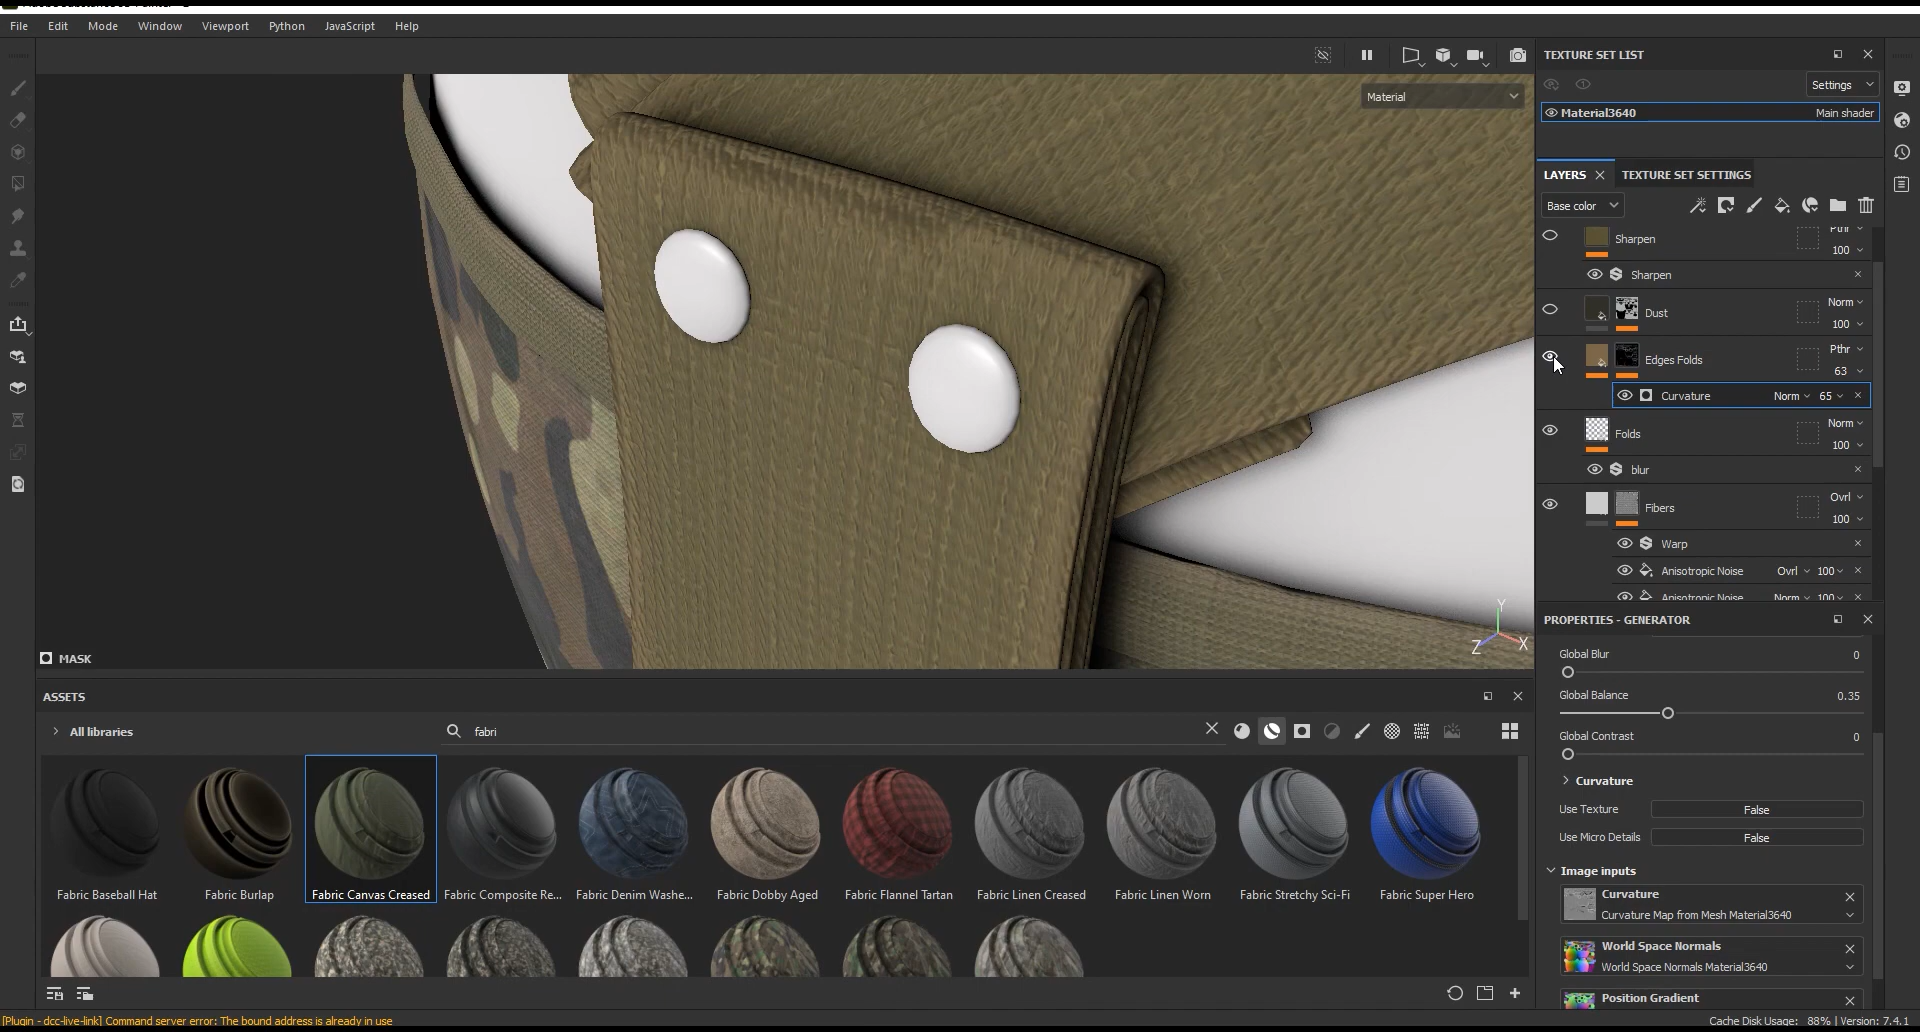 File Edit Mode Window Viewport Python JavaScript Help
Material
TEXTURE SET LIST
Settings
Material3640 Main shader
LAYERS TEXTURE SET SETTINGS
Base color
Sharpen Pthr
100
Sharpen
Dust Norm
100
Edges Folds Pthr
63
Curvature Norm 65
Folds Norm
100
blur
Fibers Ovrl
100
Warp
Anisotropic Noise Ovrl 100
Anisotropic Noise Norm 100
Y
Z X
MASK
PROPERTIES - GENERATOR
Global Blur 0
Global Balance 0.35
Global Contrast 0
Curvature
Use Texture False
Use Micro Details False
Image inputs
Curvature
Curvature Map from Mesh Material3640
World Space Normals
World Space Normals Material3640
Position Gradient
ASSETS
All libraries
fabri
Fabric Baseball Hat
Fabric Burlap
Fabric Canvas Creased
Fabric Composite Re...
Fabric Denim Washe...
Fabric Dobby Aged
Fabric Flannel Tartan
Fabric Linen Creased
Fabric Linen Worn
Fabric Stretchy Sci-Fi
Fabric Super Hero
[Plugin - dcc-live-link] Command server error: The bound address is already in use
Cache Disk Usage: 88% | Version: 7.4.1